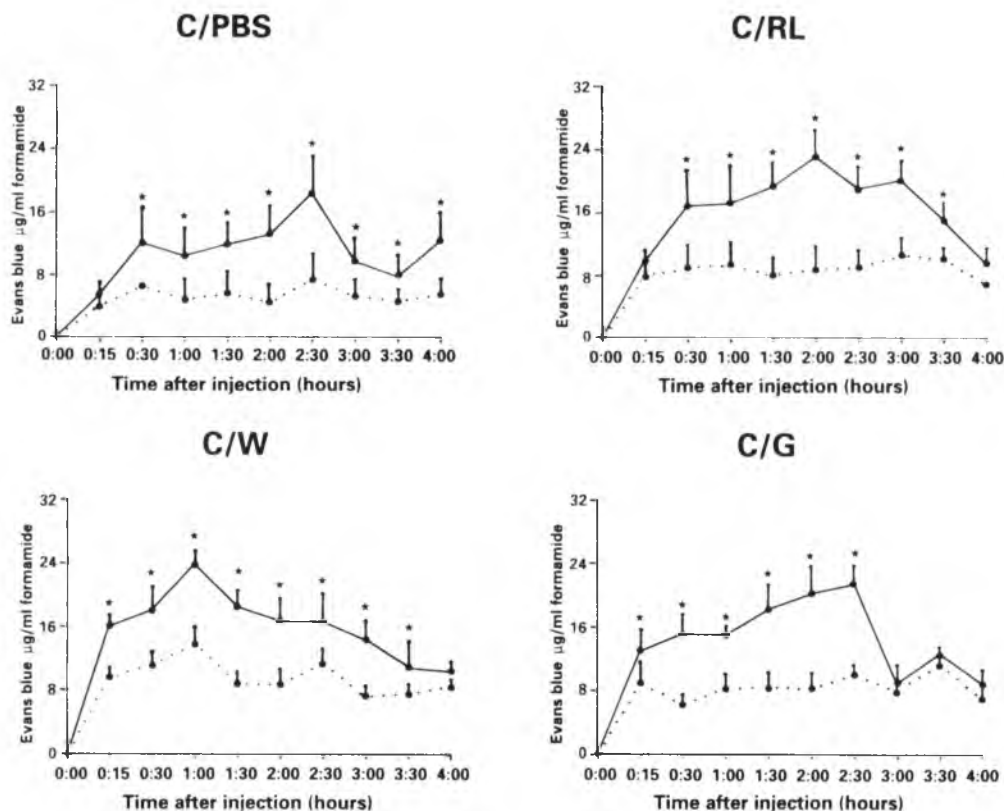 C/PBS
C/RL
32
24
16
8
0
Evans blue µg/ml formamide
0:00 0:15 0:30 1:00 1:30 2:00 2:30 3:00 3:30 4:00
Time after injection (hours)
32
24
16
8
0
Evans blue µg/ml formamide
0:00 0:15 0:30 1:00 1:30 2:00 2:30 3:00 3:30 4:00
Time after injection (hours)
C/W
C/G
32
24
16
8
0
Evans blue µg/ml formamide
0:00 0:15 0:30 1:00 1:30 2:00 2:30 3:00 3:30 4:00
Time after injection (hours)
32
24
16
8
0
Evans blue µg/ml formamide
0:00 0:15 0:30 1:00 1:30 2:00 2:30 3:00 3:30 4:00
Time after injection (hours)